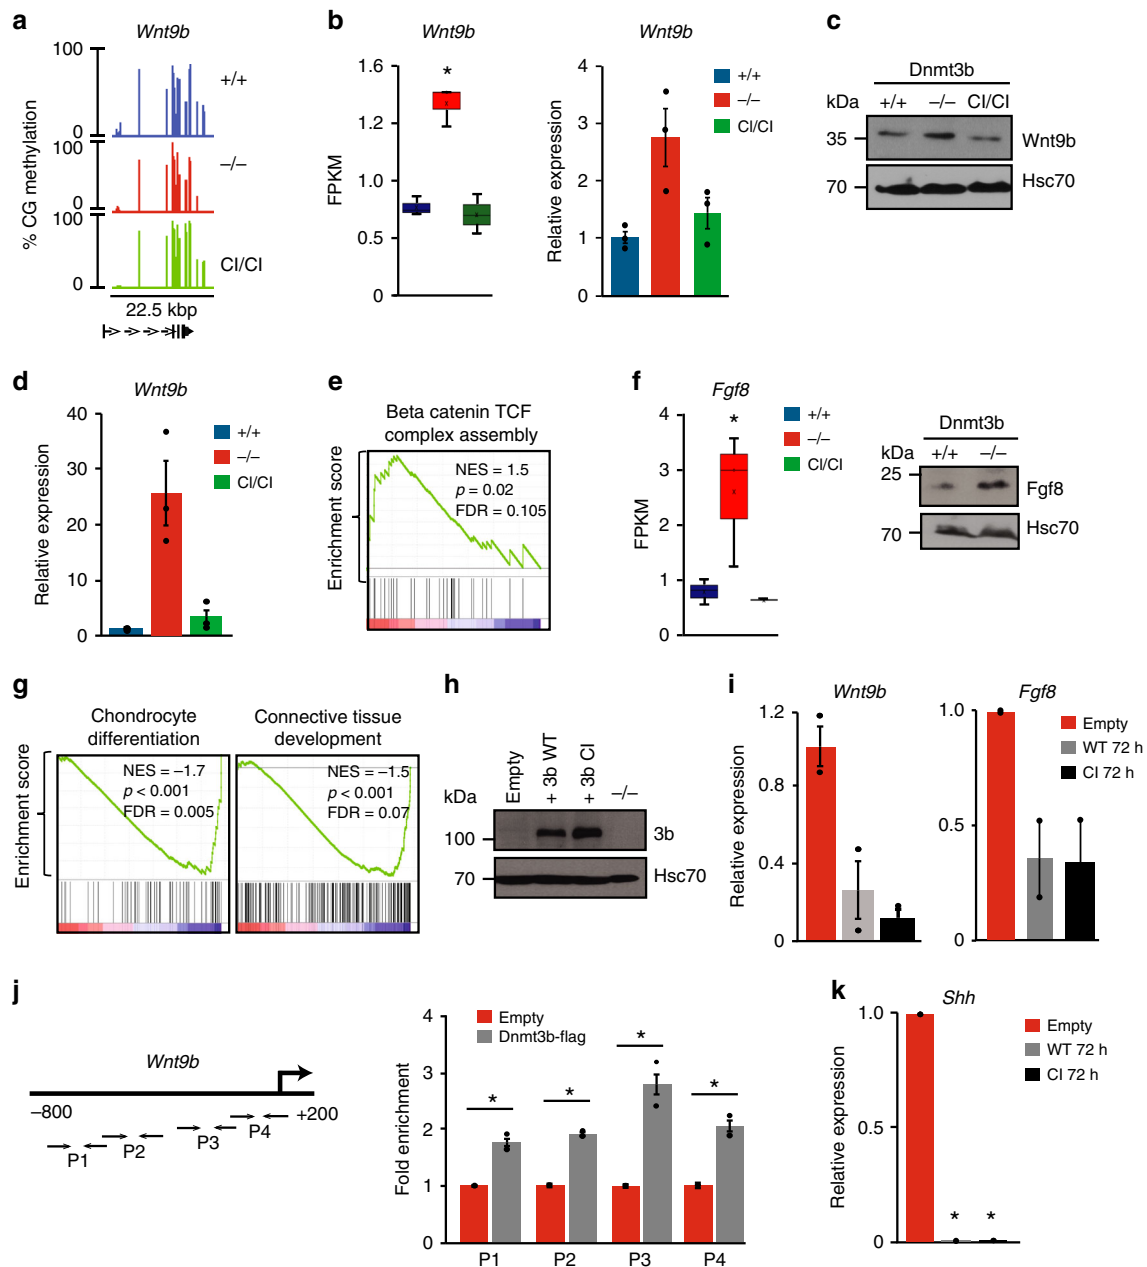 a
Wnt9b
% CG methylation
100
0
100
0
100
0
+/+
–/–
CI/CI
22.5 kbp
b
Wnt9b
FPKM
1.6
1.2
1.0
0.5
0
*
Wnt9b
Relative expression
4
3
2
1
0
+/+
–/–
CI/CI
c
Dnmt3b
kDa
+/+ –/– CI/CI
35
Wnt9b
70
Hsc70
d
Wnt9b
Relative expression
40
30
20
10
0
+/+
–/–
CI/CI
e
Beta catenin TCF
complex assembly
Enrichment score
NES = 1.5
p = 0.02
FDR = 0.105
f
Fgf8
FPKM
4
3
2
1
0
*
+/+
–/–
CI/CI
Dnmt3b
kDa +/+ –/–
25
Fgf8
70
Hsc70
g
Chondrocyte
differentiation
Enrichment score
NES = –1.7
p < 0.001
FDR = 0.005
Connective tissue
development
NES = –1.5
p < 0.001
FDR = 0.07
h
kDa
Empty
+ 3b WT
+ 3b CI
–/–
100
3b
70
Hsc70
i
Wnt9b
Relative expression
1.2
0.8
0.4
0
Fgf8
1.0
0.5
0
Empty
WT 72 h
CI 72 h
j
Wnt9b
–800
+200
P1
P2
P3
P4
Fold enrichment
4
3
2
1
0
Empty
Dnmt3b-flag
*
*
*
*
P1 P2 P3 P4
k
Shh
Relative expression
1.0
0.5
0
* *
Empty
WT 72 h
CI 72 h